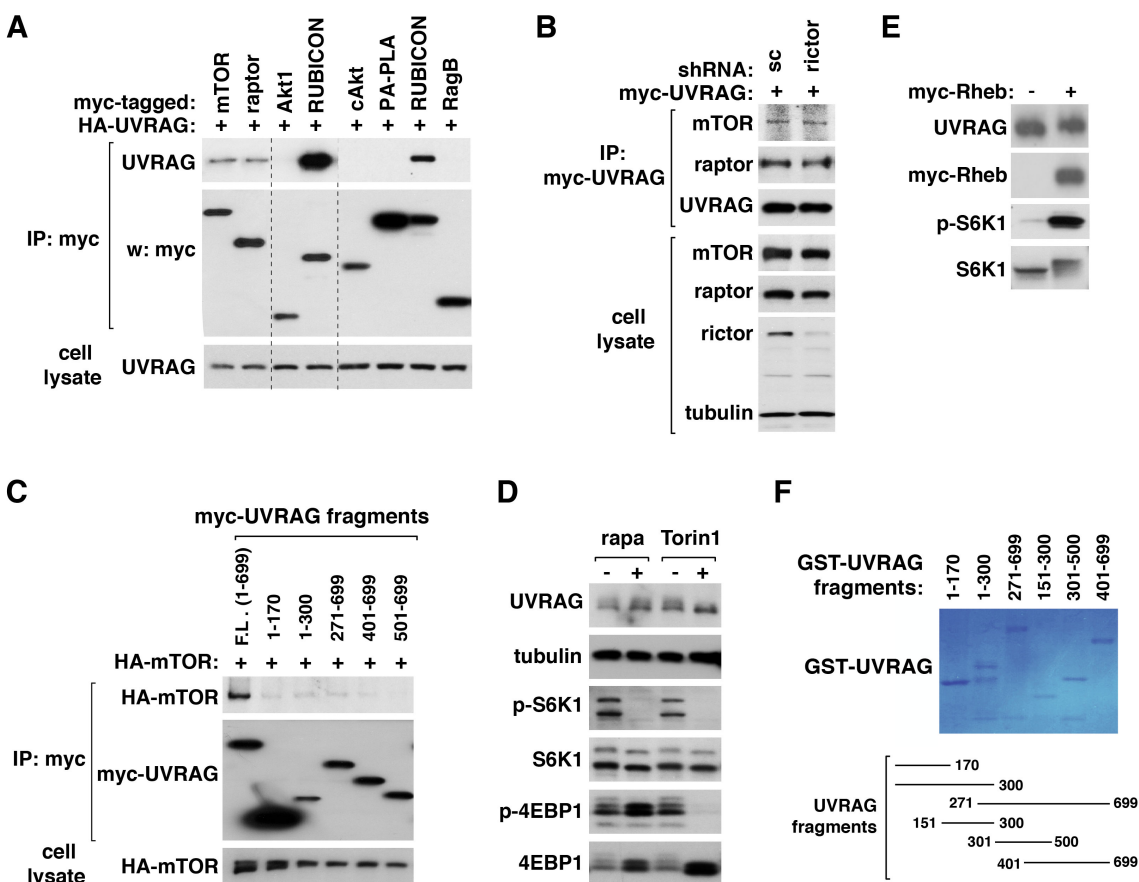 A
myc-tagged: mTOR raptor Akt1 RUBICON cAkt PA-PLA RUBICON RagB
HA-UVRAG: + + + + + + + +
IP: myc
UVRAG
w: myc
cell lysate
UVRAG
B
shRNA: sc rictor
myc-UVRAG: + +
IP: myc-UVRAG
mTOR
raptor
UVRAG
cell lysate
mTOR
raptor
rictor
tubulin
E
myc-Rheb: - +
UVRAG
myc-Rheb
p-S6K1
S6K1
C
myc-UVRAG fragments
F.L. (1-699) 1-170 1-300 271-699 401-699 501-699
HA-mTOR: + + + + + +
IP: myc
HA-mTOR
myc-UVRAG
cell lysate
HA-mTOR
D
rapa Torin1
- + - +
UVRAG
tubulin
p-S6K1
S6K1
p-4EBP1
4EBP1
F
GST-UVRAG fragments: 1-170 1-300 271-699 151-300 301-500 401-699
GST-UVRAG
UVRAG fragments
170
300
271 699
151 300
301 500
401 699